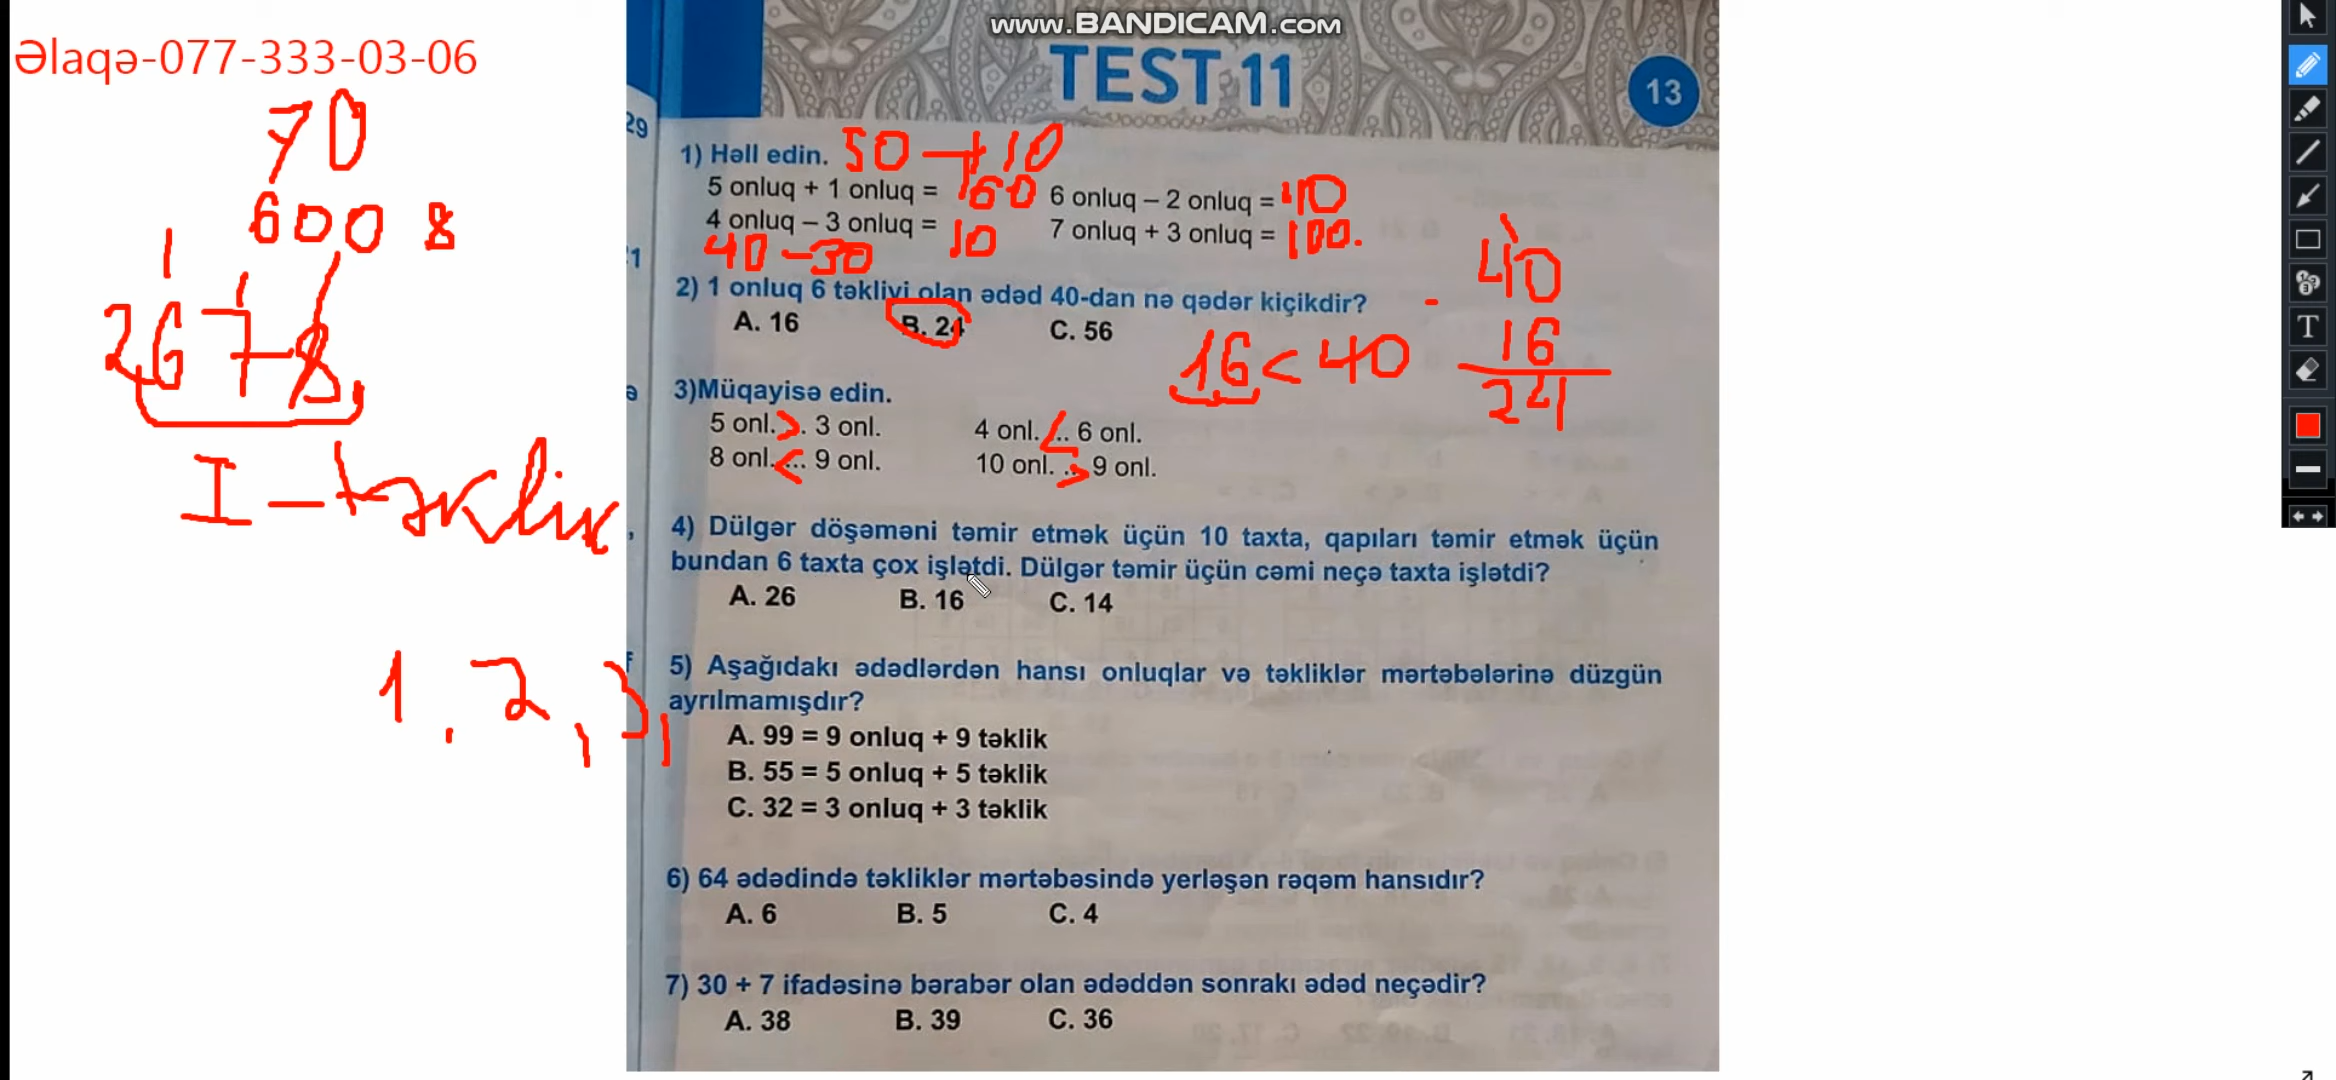 www.BANDICAM.com
Əlaqə-077-333-03-06
TEST 11
13
29
70
600 8
1
2678
I-təklik
1. 2, 3,
1) Həll edin. 50 + 10
5 onluq + 1 onluq = 60 6 onluq – 2 onluq = 40
4 onluq – 3 onluq = 10 7 onluq + 3 onluq = 100.
40 - 30
2) 1 onluq 6 təkliyi olan ədəd 40-dan nə qədər kiçikdir?
A. 16 B. 24 C. 56
16 < 40
- 40
16
24
3)Müqayisə edin.
5 onl. > . 3 onl. 4 onl. < .. 6 onl.
8 onl. < ... 9 onl. 10 onl. .. > 9 onl.
4) Dülgər döşəməni təmir etmək üçün 10 taxta, qapıları təmir etmək üçün
bundan 6 taxta çox işlətdi. Dülgər təmir üçün cəmi neçə taxta işlətdi?
A. 26 B. 16 C. 14
5) Aşağıdakı ədədlərdən hansı onluqlar və təkliklər mərtəbələrinə düzgün
ayrılmamışdır?
A. 99 = 9 onluq + 9 təklik
B. 55 = 5 onluq + 5 təklik
C. 32 = 3 onluq + 3 təklik
6) 64 ədədində təkliklər mərtəbəsində yerləşən rəqəm hansıdır?
A. 6 B. 5 C. 4
7) 30 + 7 ifadəsinə bərabər olan ədəddən sonrakı ədəd neçədir?
A. 38 B. 39 C. 36